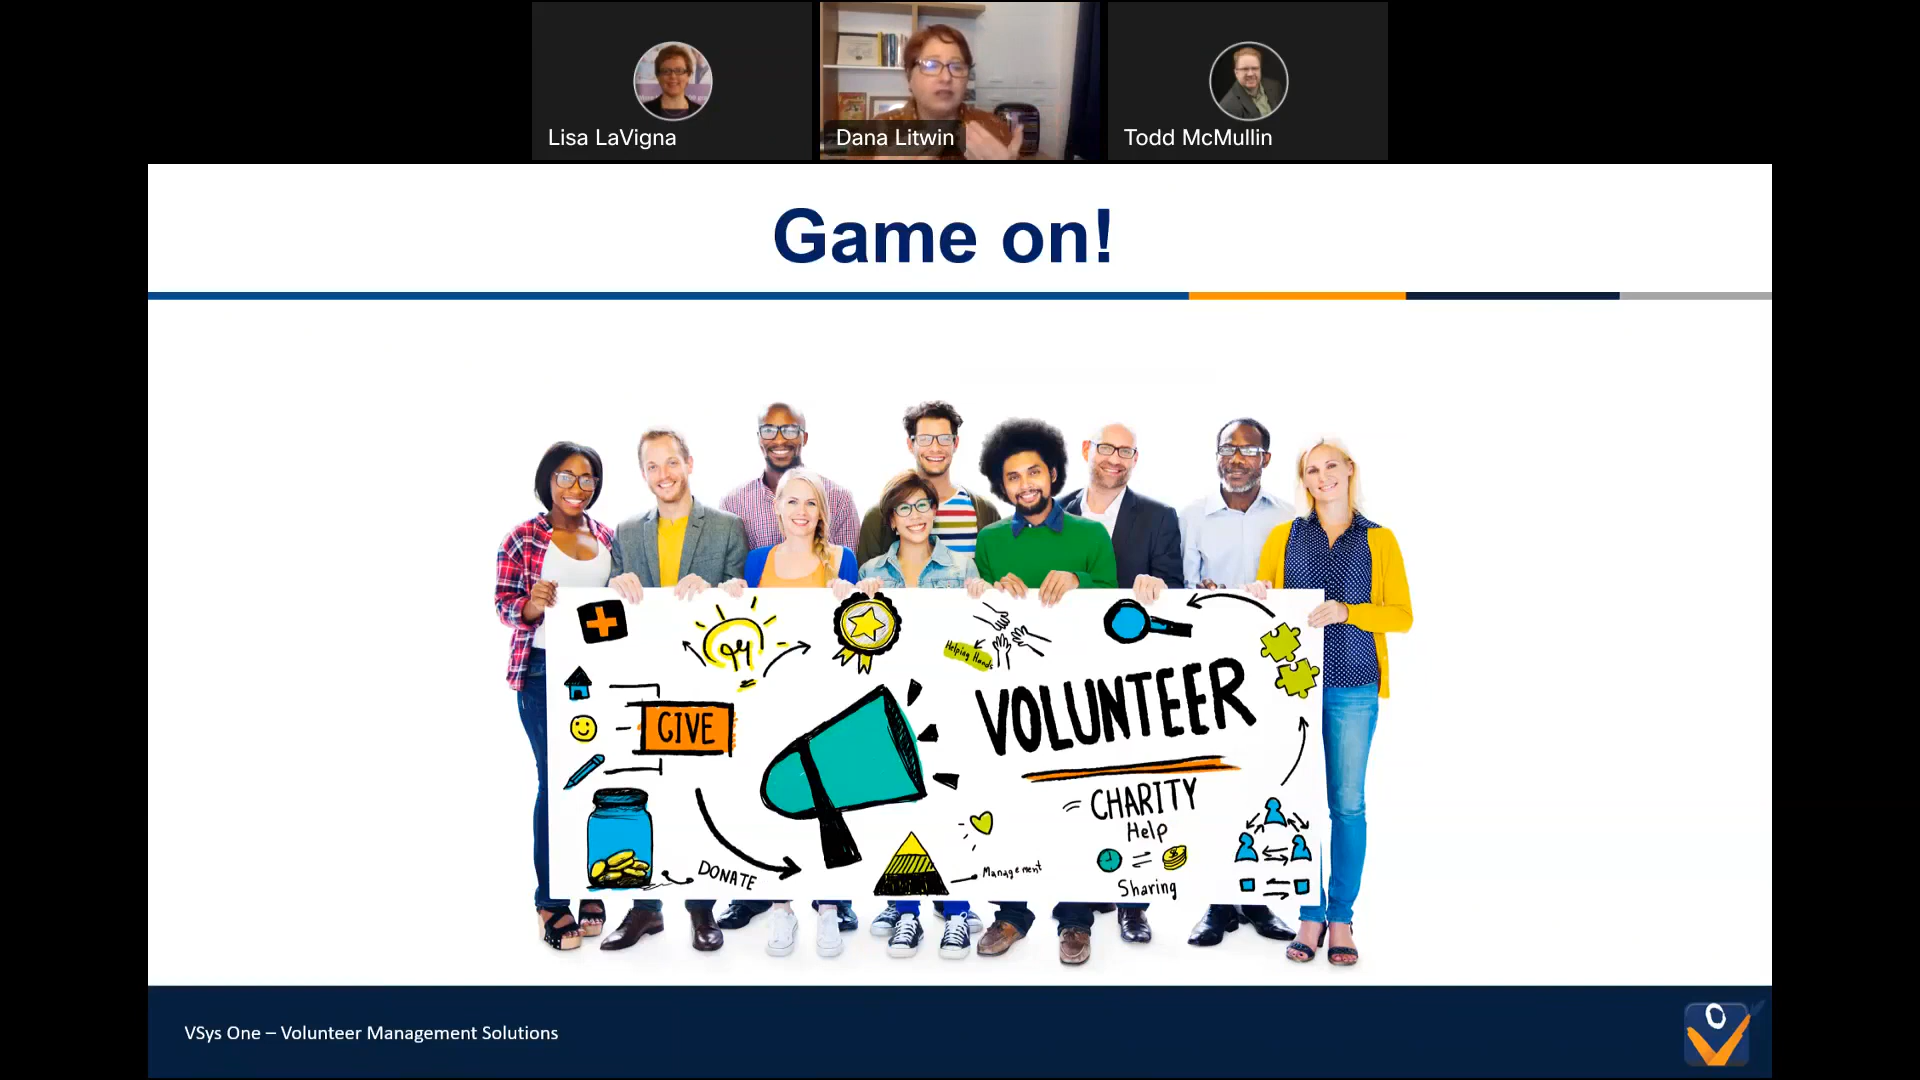 Lisa LaVigna
Dana Litwin
Todd McMullin
Game on!
Helping Hands
VOLUNTEER
GIVE
CHARITY
Help
Sharing
DONATE
Management
VSys One – Volunteer Management Solutions